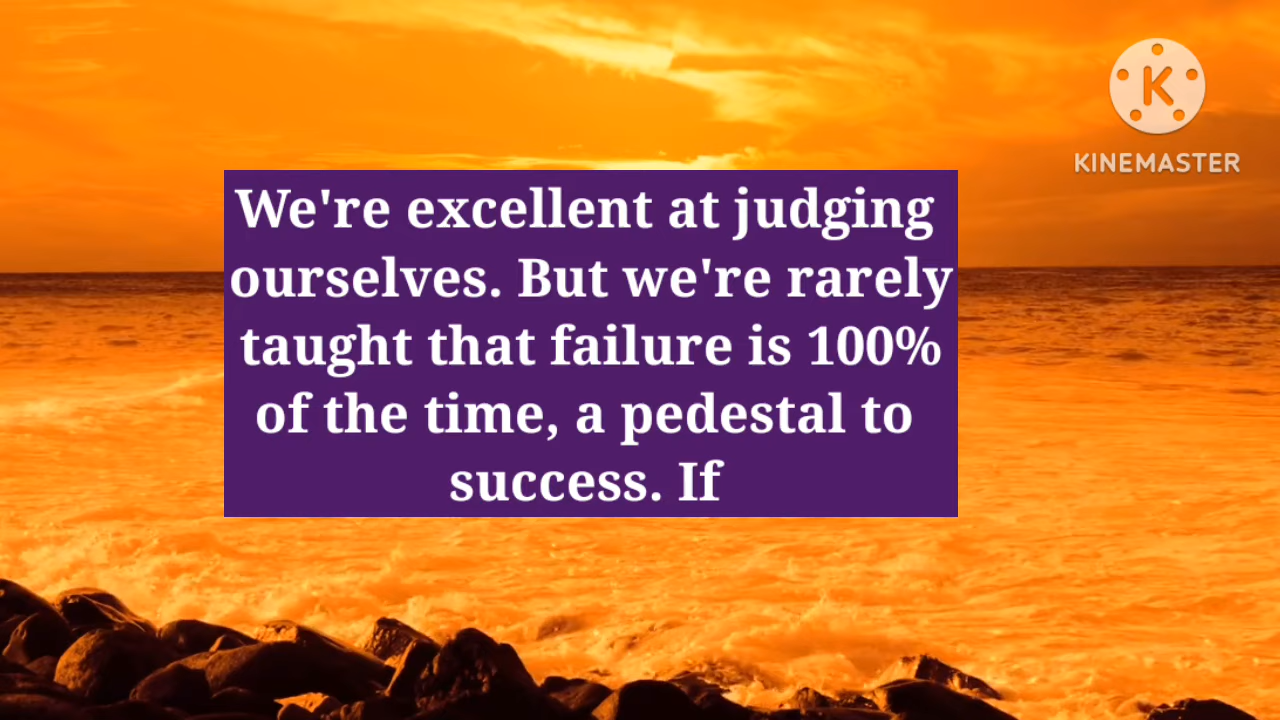 K
KINEMASTER
We're excellent at judging
ourselves. But we're rarely
taught that failure is 100%
of the time, a pedestal to
success. If